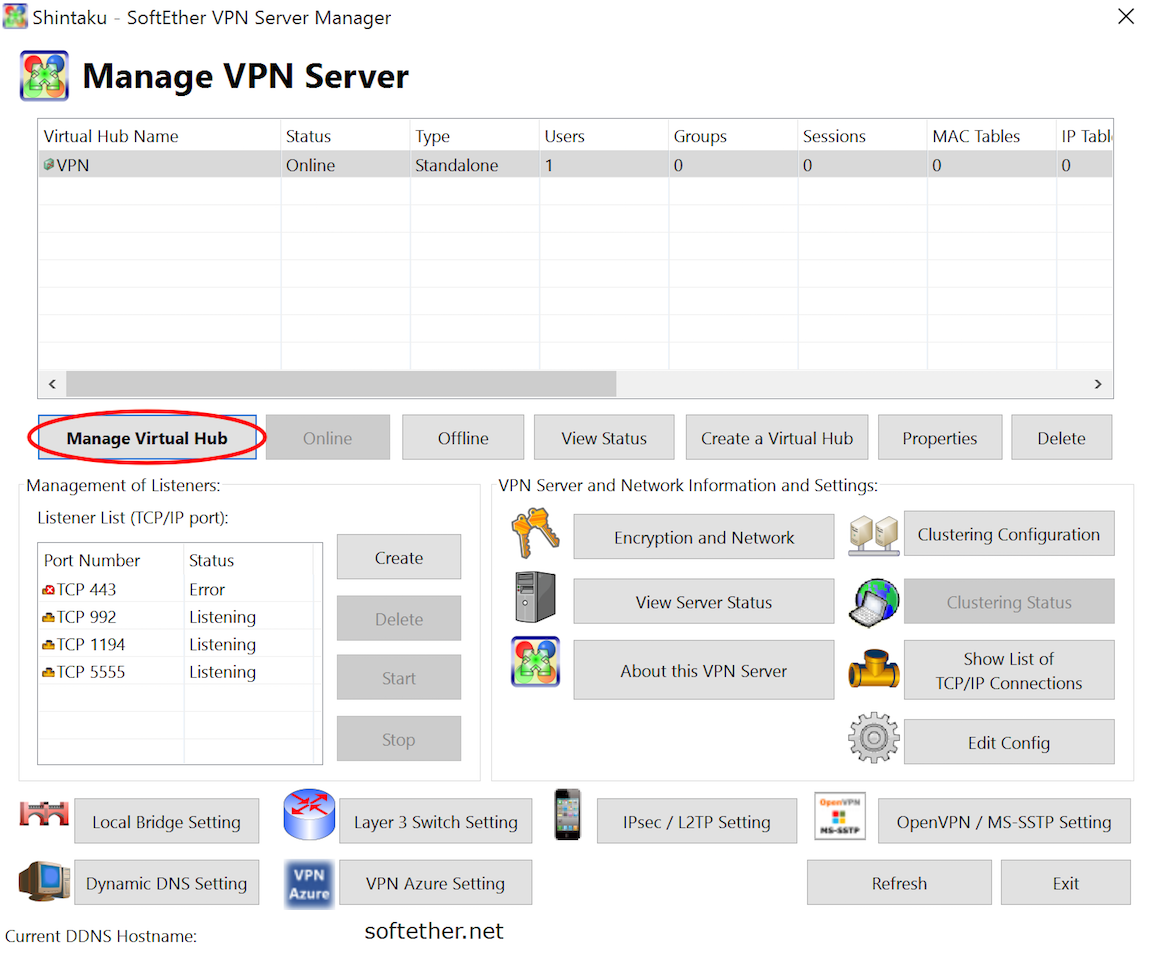 Shintaku - SoftEther VPN Server Manager
Manage VPN Server
Virtual Hub Name Status Type Users Groups Sessions MAC Tables IP Tabl
VPN Online Standalone 1 0 0 0 0
Manage Virtual Hub Online Offline View Status Create a Virtual Hub Properties Delete
Management of Listeners:
Listener List (TCP/IP port):
Port Number Status
TCP 443 Error
TCP 992 Listening
TCP 1194 Listening
TCP 5555 Listening
Create
Delete
Start
Stop
VPN Server and Network Information and Settings:
Encryption and Network
Clustering Configuration
View Server Status
Clustering Status
About this VPN Server
Show List of
TCP/IP Connections
Edit Config
Local Bridge Setting
Layer 3 Switch Setting
IPsec / L2TP Setting
OpenVPN
MS-SSTP
OpenVPN / MS-SSTP Setting
Dynamic DNS Setting
VPN
Azure
VPN Azure Setting
Refresh
Exit
Current DDNS Hostname: softether.net